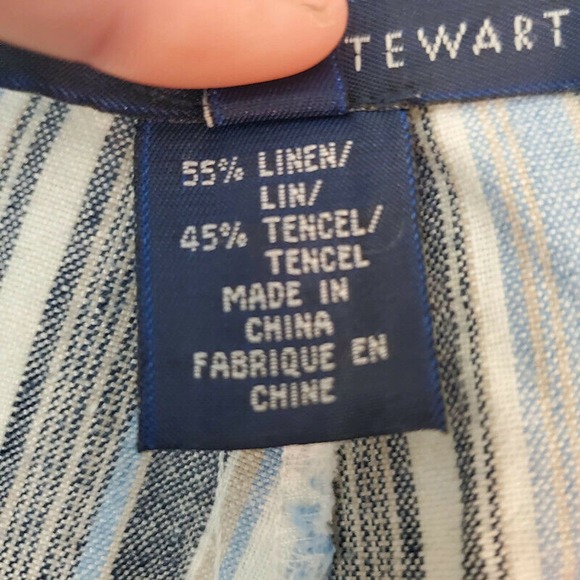 TEWART
55% LINEN/
LIN/
45% TENCEL/
TENCEL
MADE IN
CHINA
FABRIQUE EN
CHINE